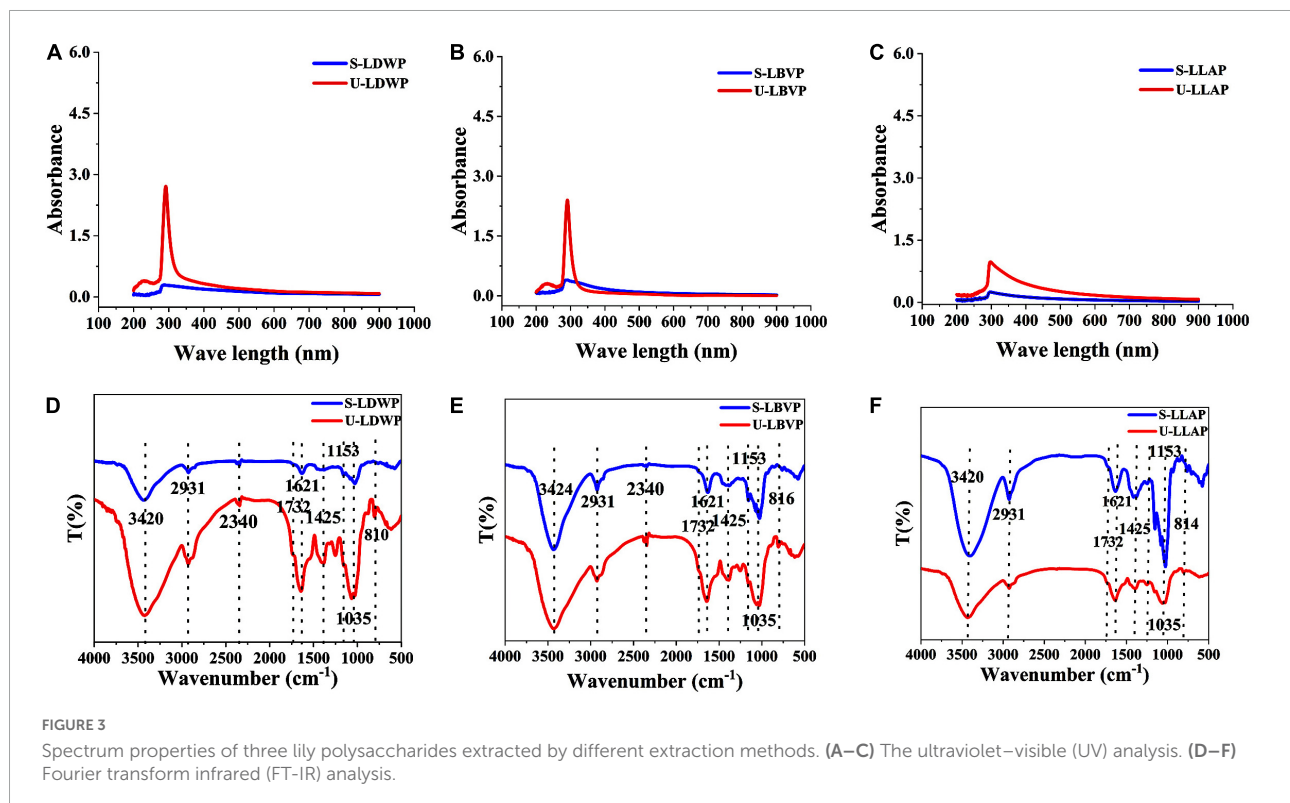 A
6.0
4.5
3.0
1.5
0.0
Absorbance
S-LDWP
U-LDWP
100 200 300 400 500 600 700 800 900 1000
Wave length (nm)
B
6.0
4.5
3.0
1.5
0.0
Absorbance
S-LBVP
U-LBVP
100 200 300 400 500 600 700 800 900 1000
Wave length (nm)
C
6.0
4.5
3.0
1.5
0.0
Absorbance
S-LLAP
U-LLAP
100 200 300 400 500 600 700 800 900 1000
Wave length (nm)
D
T(%)
S-LDWP
U-LDWP
3420
2931
2340
1732
1621
1425
1153
1035
810
4000 3500 3000 2500 2000 1500 1000 500
Wavenumber (cm-1)
E
T(%)
S-LBVP
U-LBVP
3424
2931
2340
1732
1621
1425
1153
1035
816
4000 3500 3000 2500 2000 1500 1000 500
Wavenumber (cm-1)
F
T(%)
S-LLAP
U-LLAP
3420
2931
1732
1621
1425
1153
1035
814
4000 3500 3000 2500 2000 1500 1000 500
Wavenumber (cm-1)
FIGURE 3
Spectrum properties of three lily polysaccharides extracted by different extraction methods. (A–C) The ultraviolet–visible (UV) analysis. (D–F)
Fourier transform infrared (FT-IR) analysis.